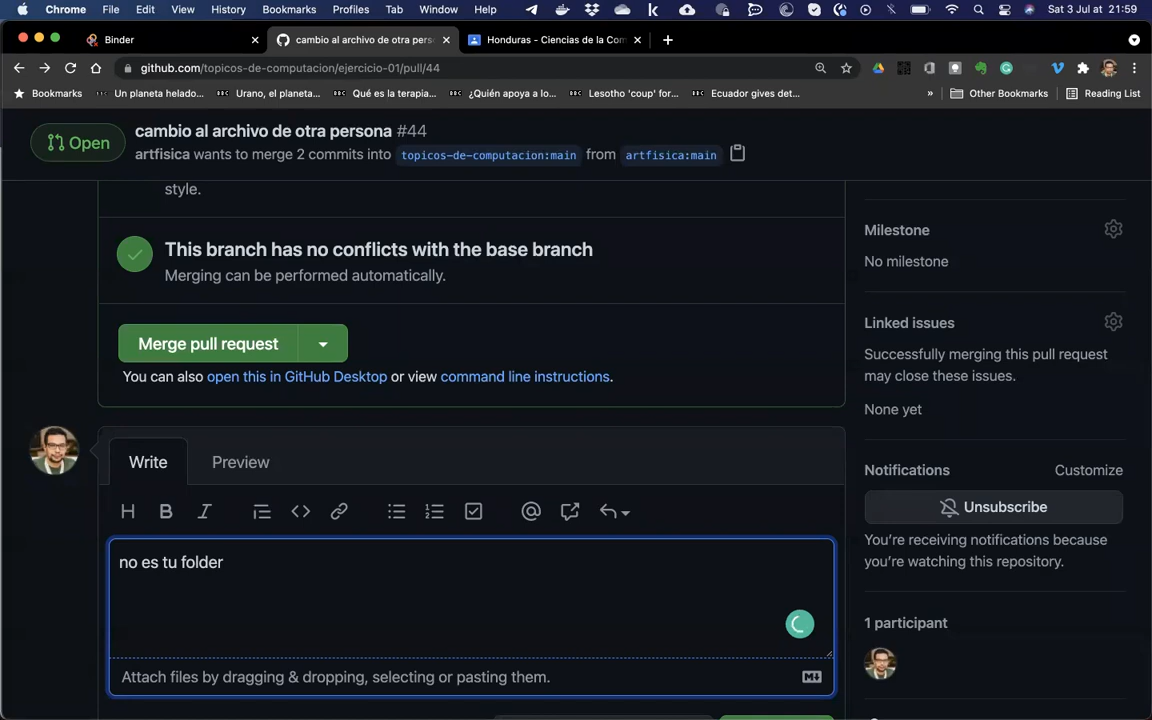 Chrome File Edit View History Bookmarks Profiles Tab Window Help Sat 3 Jul at 21:59
Binder cambio al archivo de otra pers Honduras - Ciencias de la Com
github.com/topicos-de-computacion/ejercicio-01/pull/44
Bookmarks Un planeta helado... Urano, el planeta... Qué es la terapia... ¿Quién apoya a lo... Lesotho 'coup' for... Ecuador gives det... » Other Bookmarks Reading List
Open
cambio al archivo de otra persona #44
artfisica wants to merge 2 commits into topicos-de-computacion:main from artfisica:main
style.
This branch has no conflicts with the base branch
Merging can be performed automatically.
Merge pull request
You can also open this in GitHub Desktop or view command line instructions.
Write Preview
no es tu folder
Attach files by dragging & dropping, selecting or pasting them.
Milestone
No milestone
Linked issues
Successfully merging this pull request
may close these issues.
None yet
Notifications Customize
Unsubscribe
You're receiving notifications because
you're watching this repository.
1 participant